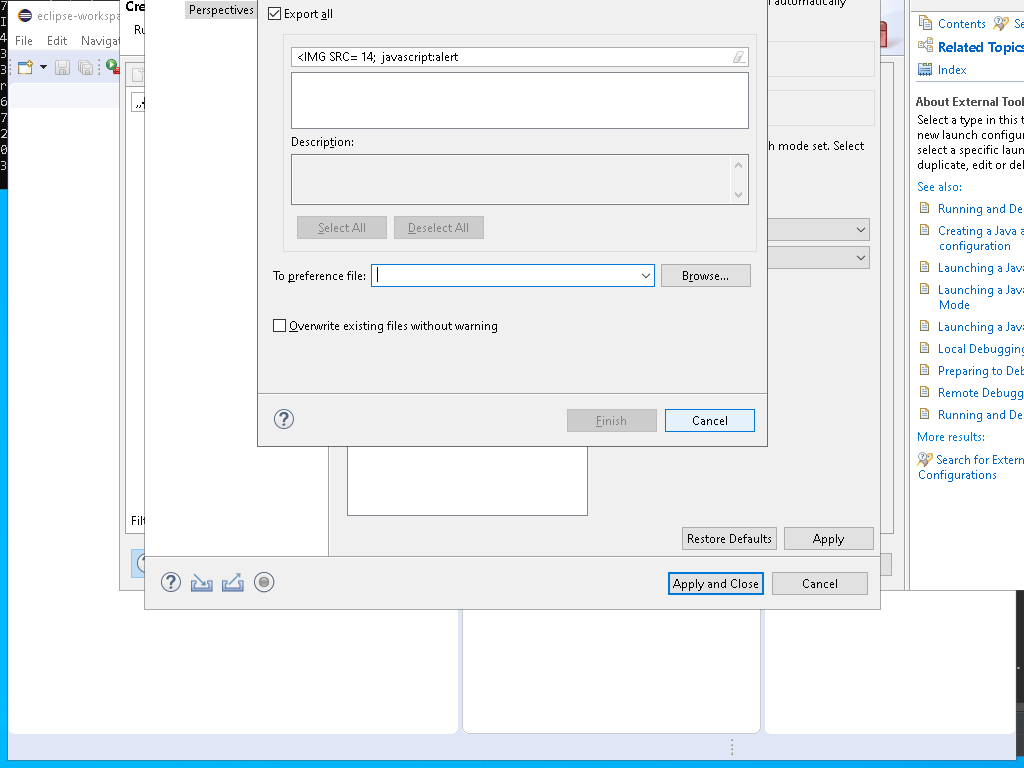 eclipse-workspa
File Edit Naviga
Cre
Ru
Filt
Perspectives
Export all
<IMG SRC= 14;  javascript:alert
Description:
Select All
Deselect All
To preference file:
Browse...
Overwrite existing files without warning
Finish
Cancel
automatically
h mode set. Select
Restore Defaults
Apply
Apply and Close
Cancel
Contents
Se
Related Topics
Index
About External Tool
Select a type in this t
new launch configur
select a specific laun
duplicate, edit or del
See also:
Running and De
Creating a Java a
configuration
Launching a Java
Launching a Java
Mode
Launching a Java
Local Debugging
Preparing to Deb
Remote Debugg
Running and De
More results:
Search for Extern
Configurations